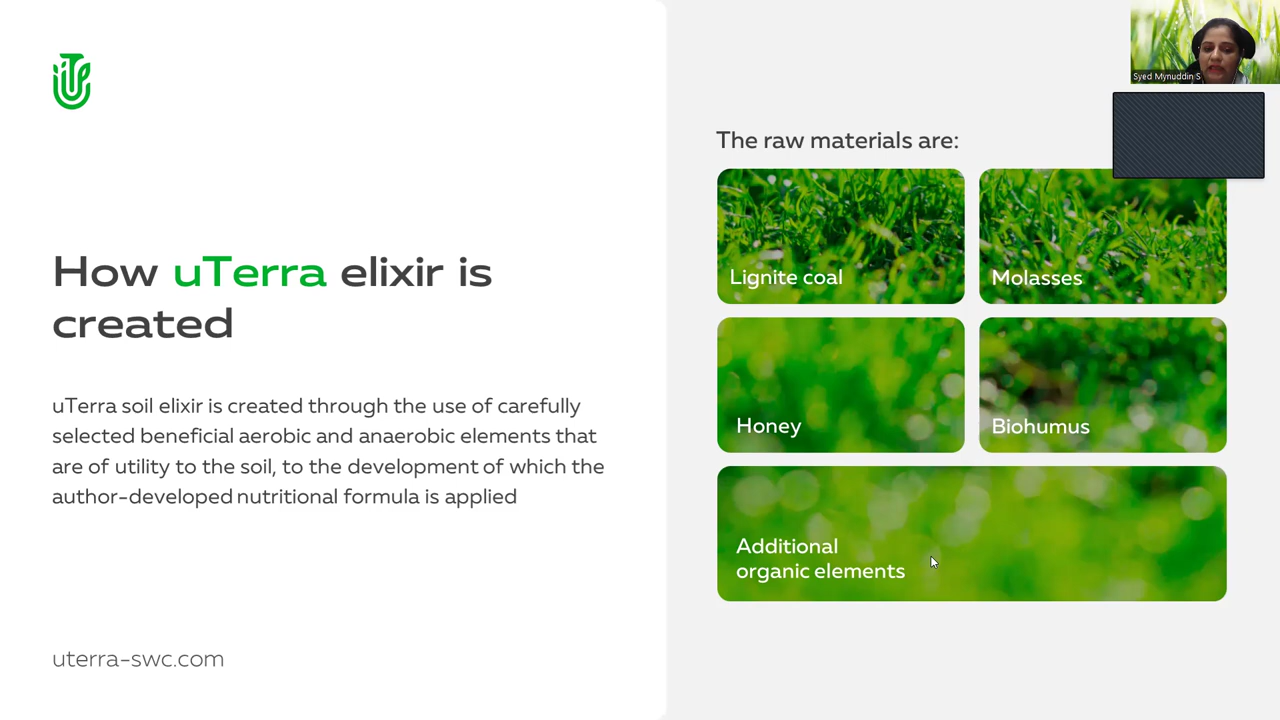 Syed Mynuddin S
The raw materials are:
Lignite coal
Molasses
How uTerra elixir is
created
Honey
Biohumus
uTerra soil elixir is created through the use of carefully
selected beneficial aerobic and anaerobic elements that
are of utility to the soil, to the development of which the
author-developed nutritional formula is applied
Additional
organic elements
uterra-swc.com